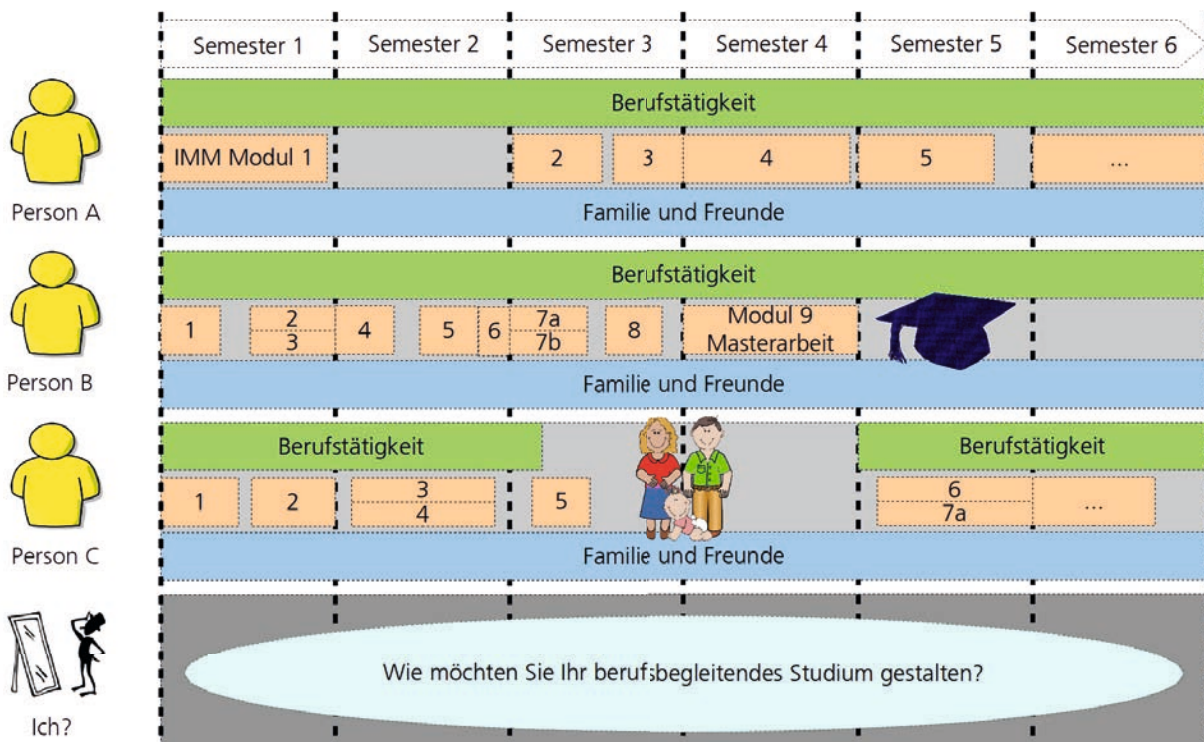 Semester 1
Semester 2
Semester 3
Semester 4
Semester 5
Semester 6
Person A
Berufstätigkeit
IMM Modul 1
2
3
4
5
...
Familie und Freunde
Person B
Berufstätigkeit
1
2
3
4
5
6
7a
7b
8
Modul 9
Masterarbeit
Familie und Freunde
Person C
Berufstätigkeit
Berufstätigkeit
1
2
3
4
5
6
7a
...
Familie und Freunde
Ich?
Wie möchten Sie Ihr berufsbegleitendes Studium gestalten?